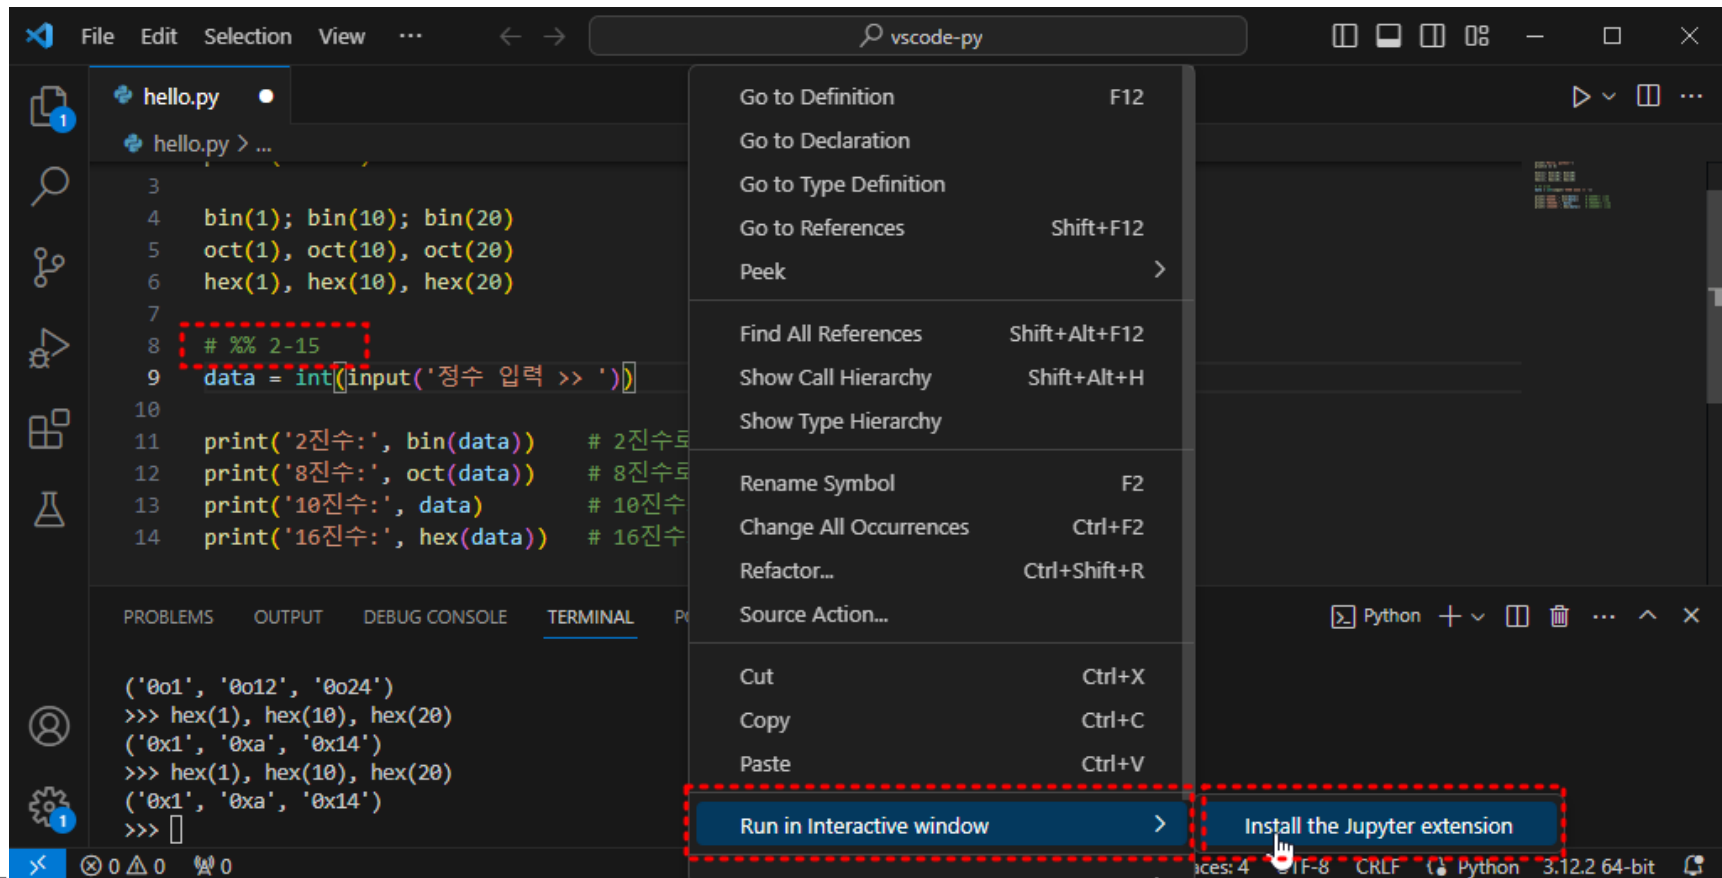 File Edit Selection View ··· vscode-py
hello.py
hello.py > ...
3
4 bin(1); bin(10); bin(20)
5 oct(1), oct(10), oct(20)
6 hex(1), hex(10), hex(20)
7
8 # %% 2-15
9 data = int(input('정수 입력 >> '))
10
11 print('2진수:', bin(data)) # 2진수로
12 print('8진수:', oct(data)) # 8진수로
13 print('10진수:', data) # 10진수
14 print('16진수:', hex(data)) # 16진수
Go to Definition F12
Go to Declaration
Go to Type Definition
Go to References Shift+F12
Peek
Find All References Shift+Alt+F12
Show Call Hierarchy Shift+Alt+H
Show Type Hierarchy
Rename Symbol F2
Change All Occurrences Ctrl+F2
Refactor... Ctrl+Shift+R
Source Action...
Cut Ctrl+X
Copy Ctrl+C
Paste Ctrl+V
Run in Interactive window
Install the Jupyter extension
PROBLEMS OUTPUT DEBUG CONSOLE TERMINAL
Python
('0o1', '0o12', '0o24')
>>> hex(1), hex(10), hex(20)
('0x1', '0xa', '0x14')
>>> hex(1), hex(10), hex(20)
('0x1', '0xa', '0x14')
>>>
1
1
0 0 0 4 UTF-8 CRLF Python 3.12.2 64-bit